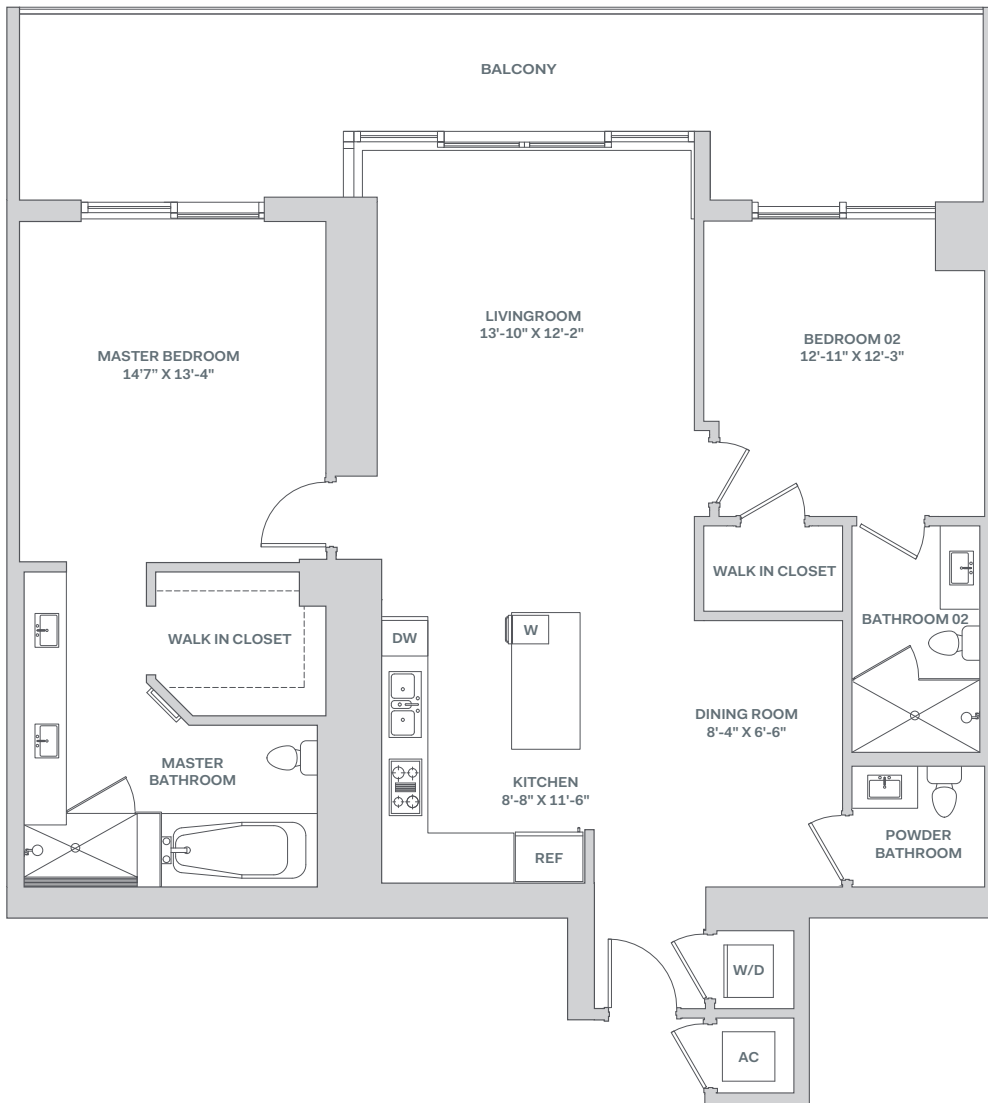 BALCONY
LIVINGROOM
13'-10" X 12'-2"
BEDROOM 02
12'-11" X 12'-3"
MASTER BEDROOM
14’7” X 13'-4"
WALK IN CLOSET
BATHROOM 02
WALK IN CLOSET
DW
W
DINING ROOM
8'-4" X 6'-6"
MASTER
BATHROOM
KITCHEN
8'-8" X 11'-6"
POWDER
BATHROOM
REF
W/D
AC